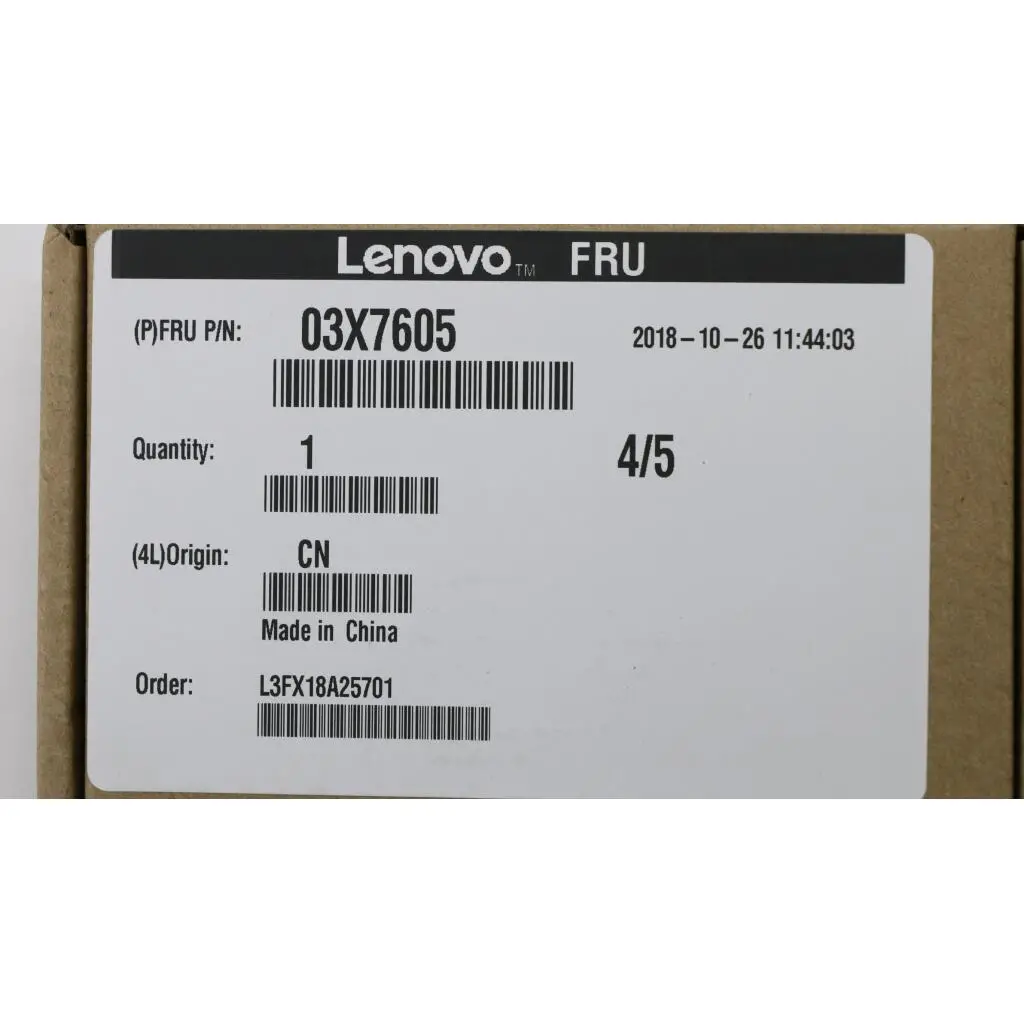 Lenovo™ FRU
(P)FRU P/N: 03X7605 2018-10-26 11:44:03
Quantity: 1 4/5
(4L)Origin: CN
Made in China
Order: L3FX18A25701